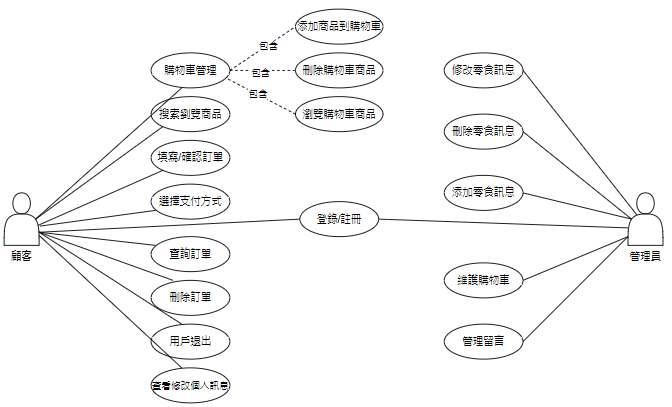 添加商品到購物車
包含
購物車管理
包含
刪除購物車商品
修改零食訊息
包含
搜索劉覽商品
瀏覽購物車商品
刪除零食訊息
填寫/確認訂單
選擇支付方式
添加零食訊息
登錄/註冊
顧客
管理員
查詢訂單
維護購物車
刪除訂單
用戶退出
管理留言
查看修改個人訊息